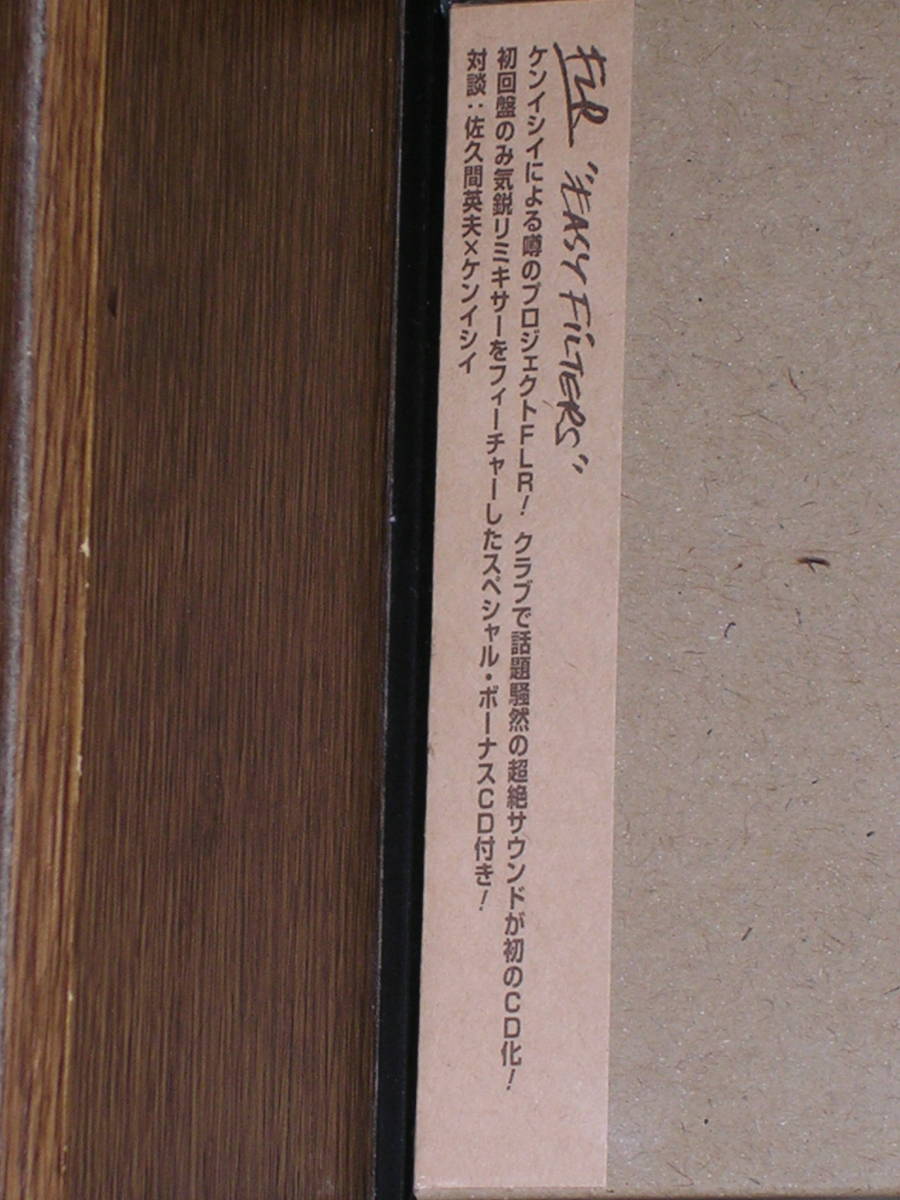 FLR "EASY FILTERS"
ケンイシイによる噂のプロジェクトFLR! クラブで話題騒然の超絶サウンドが初のCD化!
初回盤のみ気鋭リミキサーをフィーチャーしたスペシャル・ボーナスCD付き!
対談:佐久間英夫×ケンイシイ